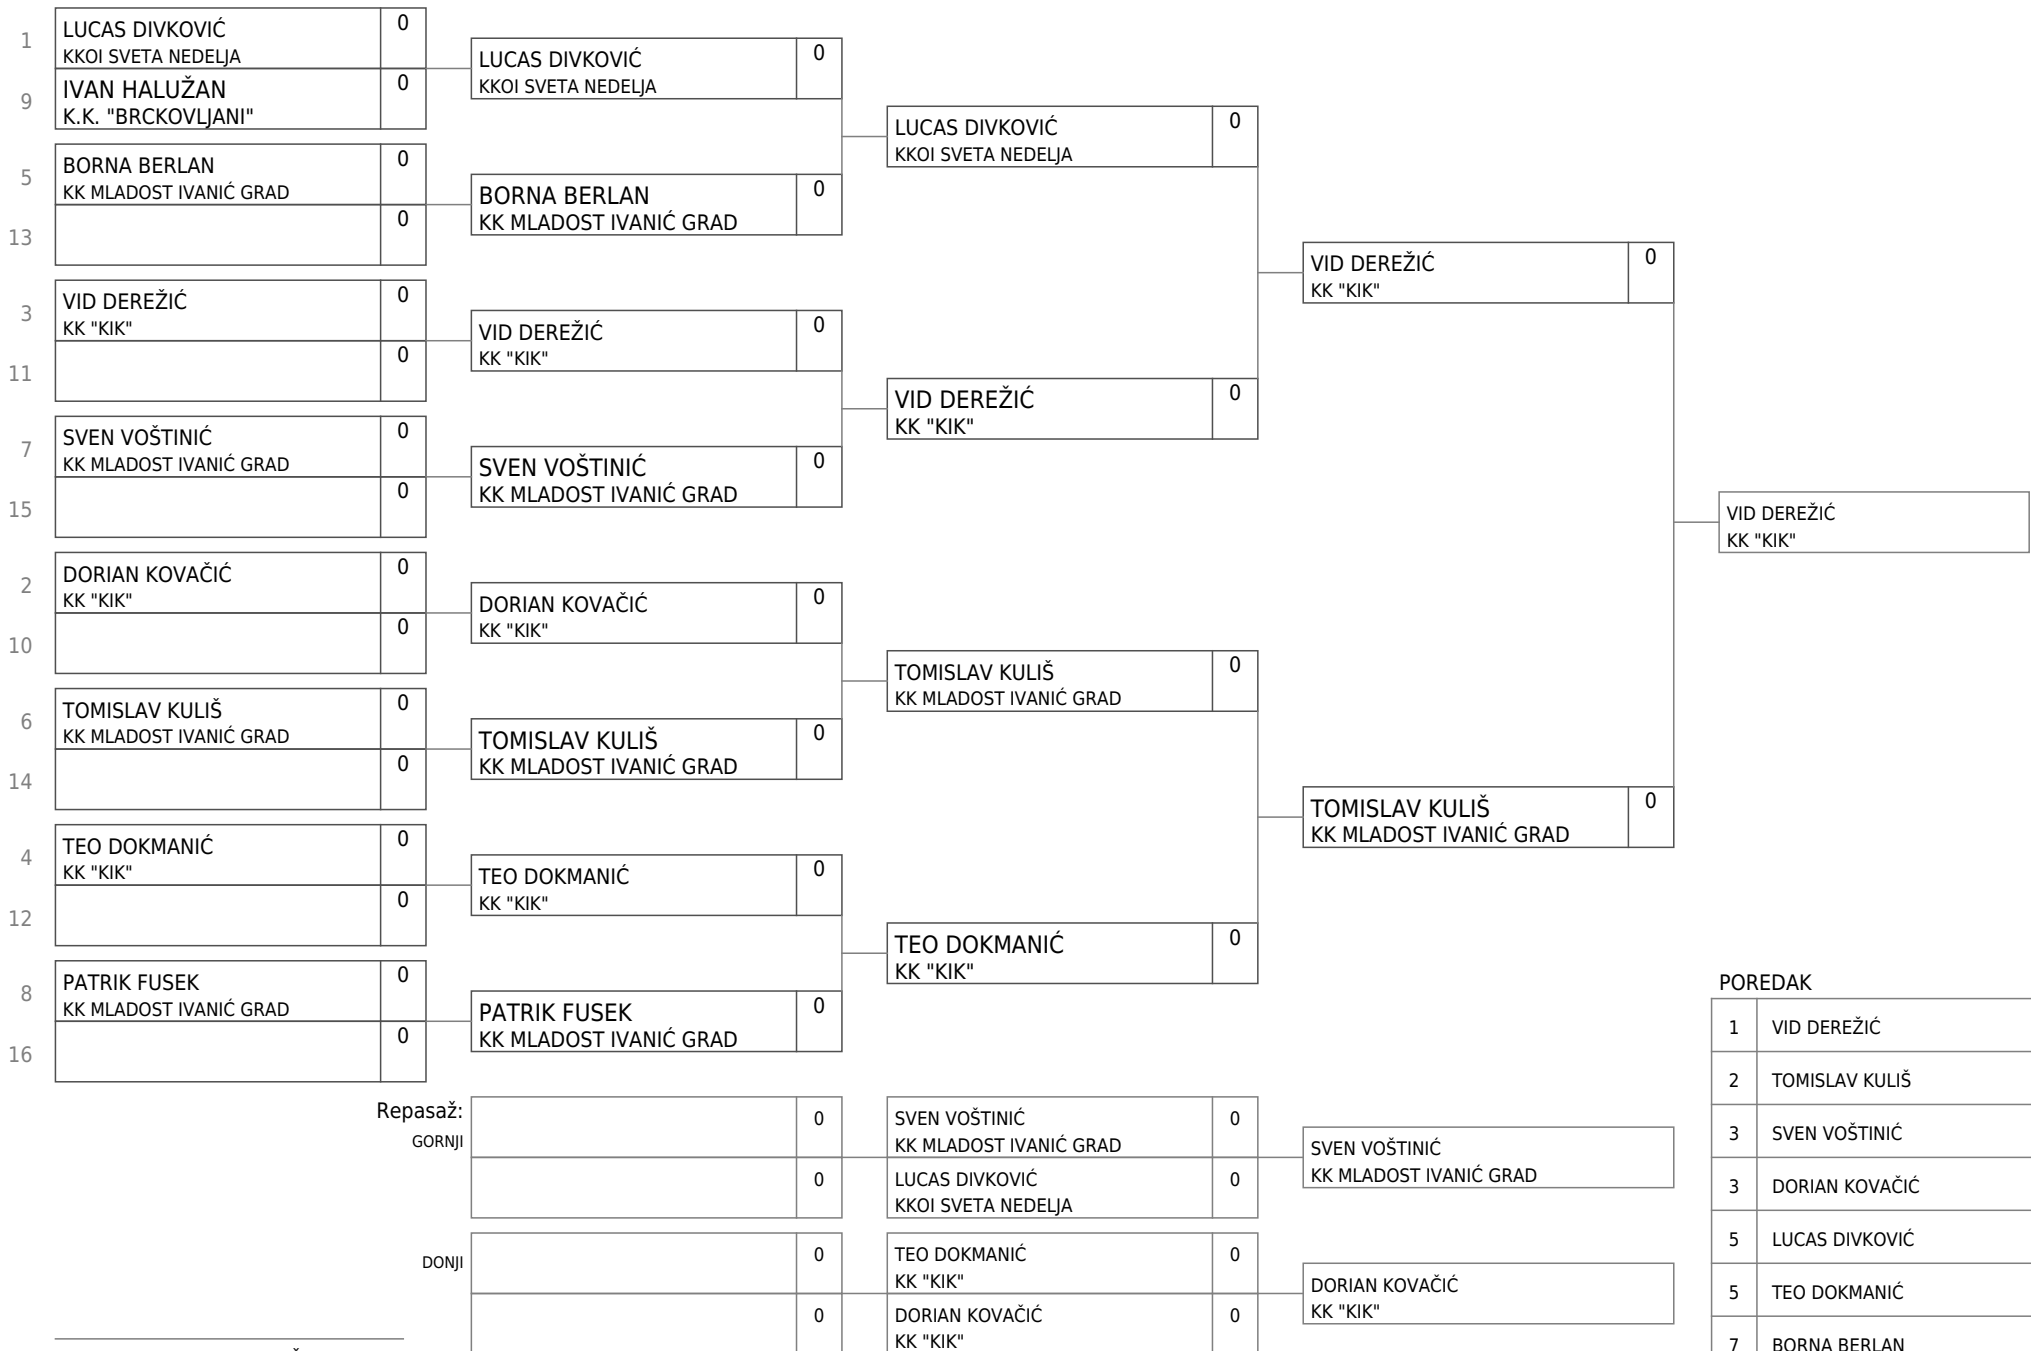 1
LUCAS DIVKOVIĆ
KKOI SVETA NEDELJA
0
9
IVAN HALUŽAN
K.K. "BRCKOVLJANI"
0
5
BORNA BERLAN
KK MLADOST IVANIĆ GRAD
0
13
0
3
VID DEREŽIĆ
KK "KIK"
0
11
0
7
SVEN VOŠTINIĆ
KK MLADOST IVANIĆ GRAD
0
15
0
2
DORIAN KOVAČIĆ
KK "KIK"
0
10
0
6
TOMISLAV KULIŠ
KK MLADOST IVANIĆ GRAD
0
14
0
4
TEO DOKMANIĆ
KK "KIK"
0
12
0
8
PATRIK FUSEK
KK MLADOST IVANIĆ GRAD
0
16
0
LUCAS DIVKOVIĆ
KKOI SVETA NEDELJA
0
BORNA BERLAN
KK MLADOST IVANIĆ GRAD
0
VID DEREŽIĆ
KK "KIK"
0
SVEN VOŠTINIĆ
KK MLADOST IVANIĆ GRAD
0
DORIAN KOVAČIĆ
KK "KIK"
0
TOMISLAV KULIŠ
KK MLADOST IVANIĆ GRAD
0
TEO DOKMANIĆ
KK "KIK"
0
PATRIK FUSEK
KK MLADOST IVANIĆ GRAD
0
LUCAS DIVKOVIĆ
KKOI SVETA NEDELJA
0
VID DEREŽIĆ
KK "KIK"
0
TOMISLAV KULIŠ
KK MLADOST IVANIĆ GRAD
0
TEO DOKMANIĆ
KK "KIK"
0
VID DEREŽIĆ
KK "KIK"
0
TOMISLAV KULIŠ
KK MLADOST IVANIĆ GRAD
0
VID DEREŽIĆ
KK "KIK"
Repasaž:
GORNJI
0
0
SVEN VOŠTINIĆ
KK MLADOST IVANIĆ GRAD
0
LUCAS DIVKOVIĆ
KKOI SVETA NEDELJA
0
SVEN VOŠTINIĆ
KK MLADOST IVANIĆ GRAD
DONJI
0
0
TEO DOKMANIĆ
KK "KIK"
0
DORIAN KOVAČIĆ
KK "KIK"
0
DORIAN KOVAČIĆ
KK "KIK"
POREDAK
1 VID DEREŽIĆ
2 TOMISLAV KULIŠ
3 SVEN VOŠTINIĆ
3 DORIAN KOVAČIĆ
5 LUCAS DIVKOVIĆ
5 TEO DOKMANIĆ
7 BORNA BERLAN